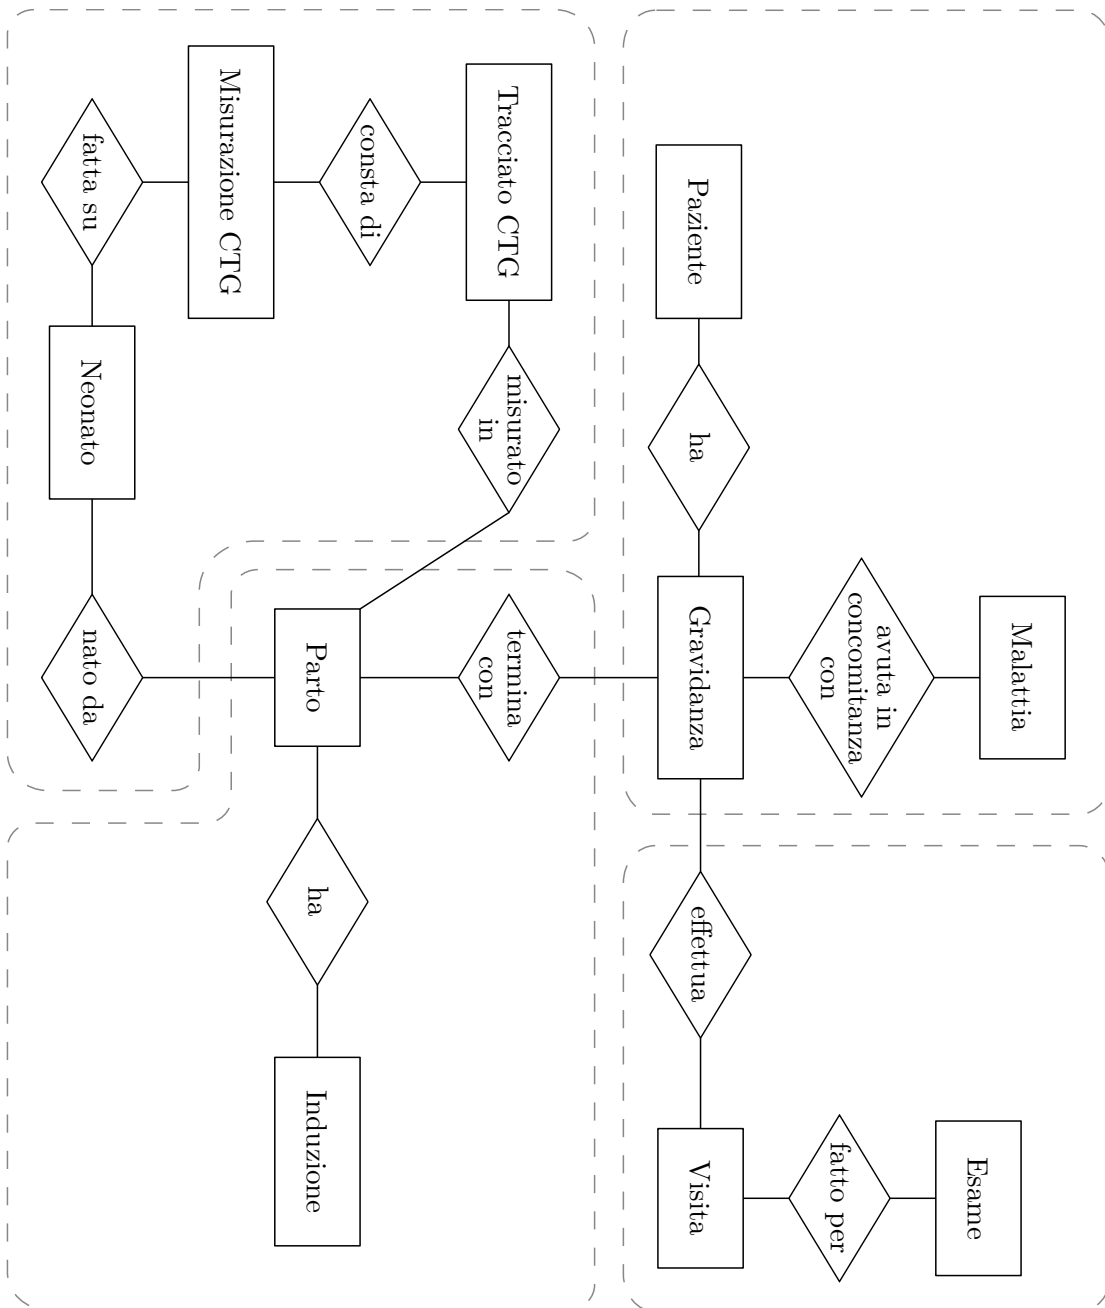 Malattia
Esame
avuta in
concomitanza
con
fatto per
Paziente
ha
Gravidanza
effettua
Visita
Tracciato CTG
misurato
in
termina
con
consta di
Parto
ha
Induzione
Misurazione CTG
fatta su
Neonato
nato da